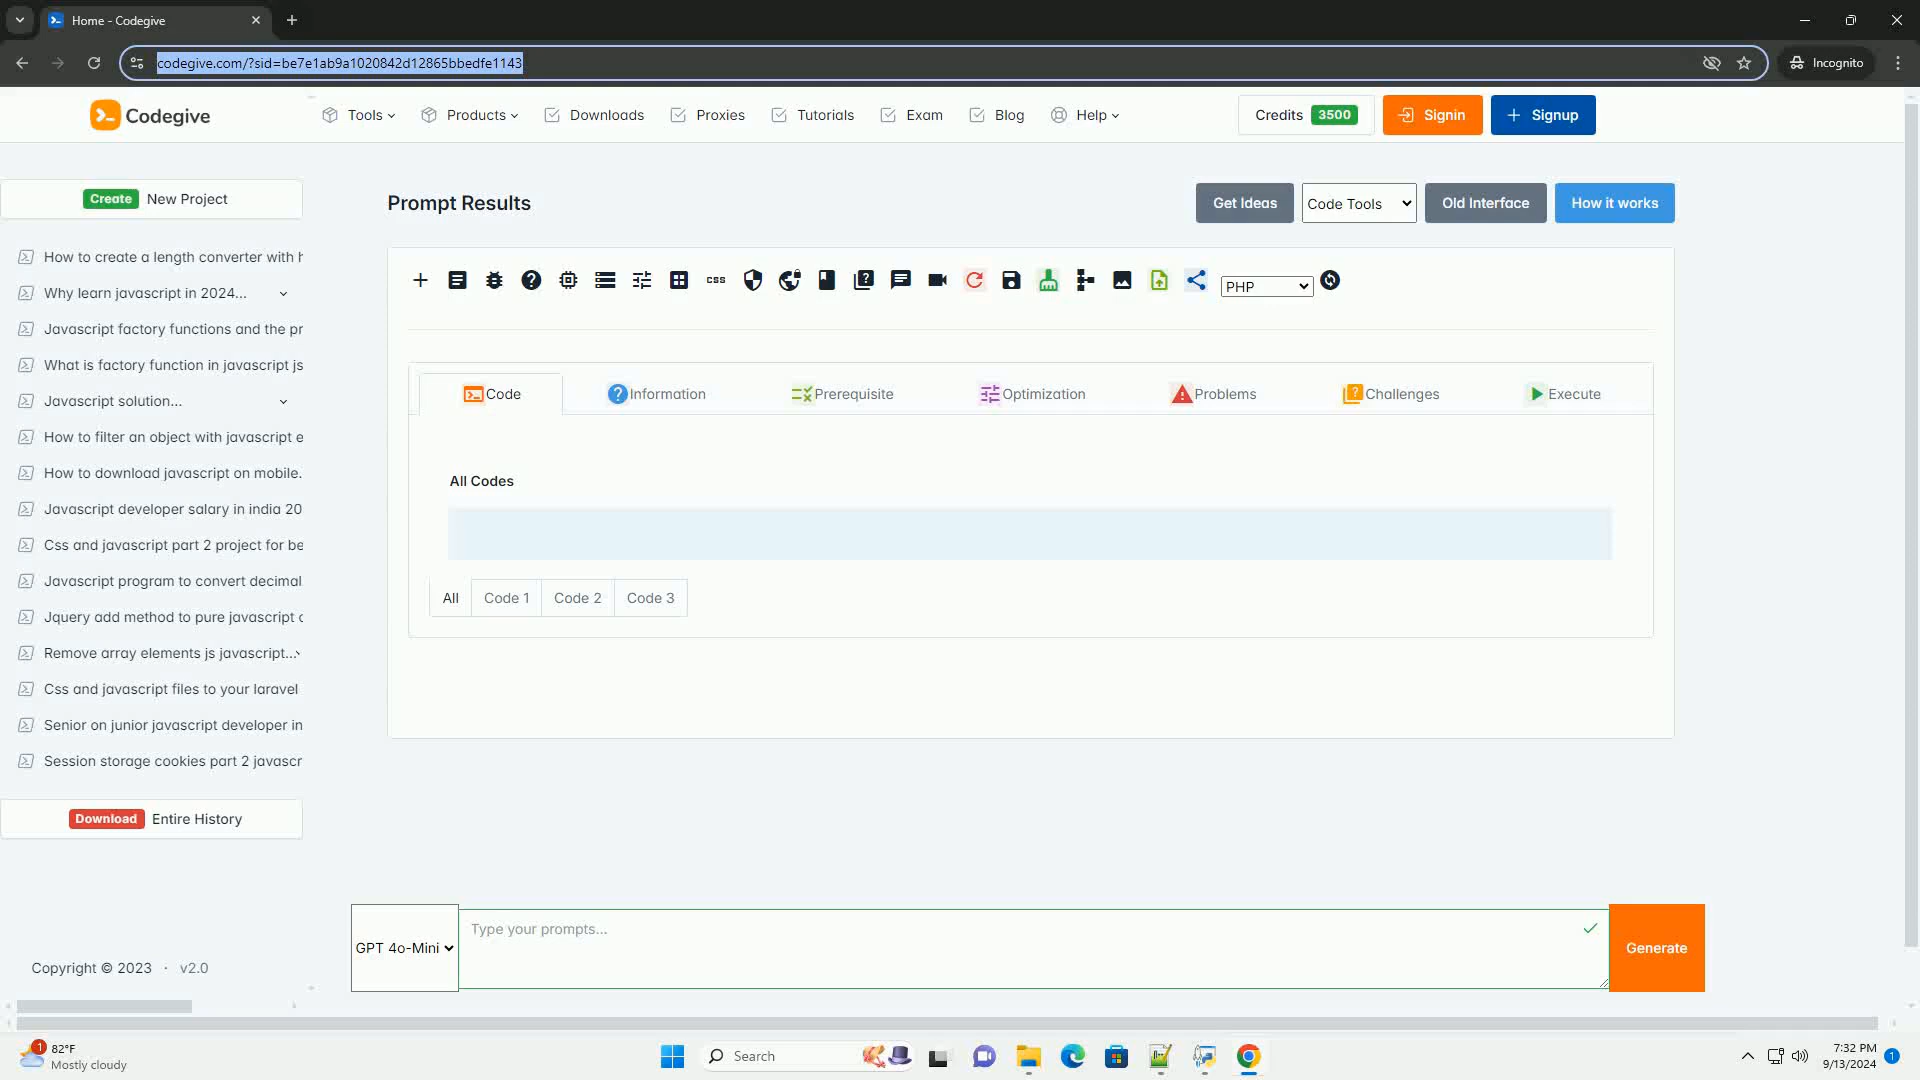 Home - Codegive
codegive.com/?sid=be7e1ab9a1020842d12865bbedfe1143
Incognito
Codegive
Tools
Products
Downloads
Proxies
Tutorials
Exam
Blog
Help
Credits 3500
Signin
Signup
Create New Project
How to create a length converter with h
Why learn javascript in 2024...
Javascript factory functions and the pr
What is factory function in javascript js
Javascript solution...
How to filter an object with javascript e
How to download javascript on mobile.
Javascript developer salary in india 20
Css and javascript part 2 project for be
Javascript program to convert decimal
Jquery add method to pure javascript c
Remove array elements js javascript...
Css and javascript files to your laravel
Senior on junior javascript developer in
Session storage cookies part 2 javascr
Download Entire History
Copyright © 2023 · v2.0
Prompt Results
Get Ideas
Code Tools
Old Interface
How it works
css
PHP
Code
Information
Prerequisite
Optimization
Problems
Challenges
Execute
All Codes
All
Code 1
Code 2
Code 3
GPT 4o-Mini
Type your prompts...
Generate
1
82°F
Mostly cloudy
Search
7:32 PM
9/13/2024
1